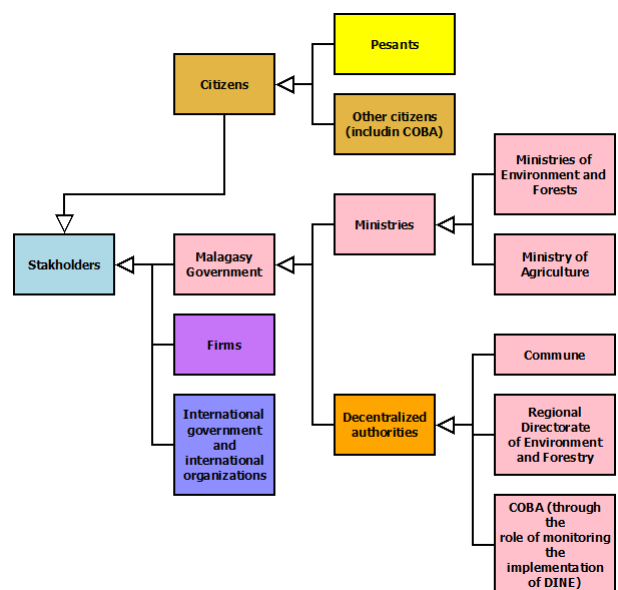 Pesants
Citizens
Other citizens
(includin COBA)
Ministries of
Environment and
Forests
Ministries
Stakholders
Malagasy
Government
Ministry of
Agriculture
Firms
Commune
International
government
and
international
organizations
Decentralized
authorities
Regional
Directorate
of Environment
and Forestry
COBA (through
the
role of monitoring
the
implementation
of DINE)